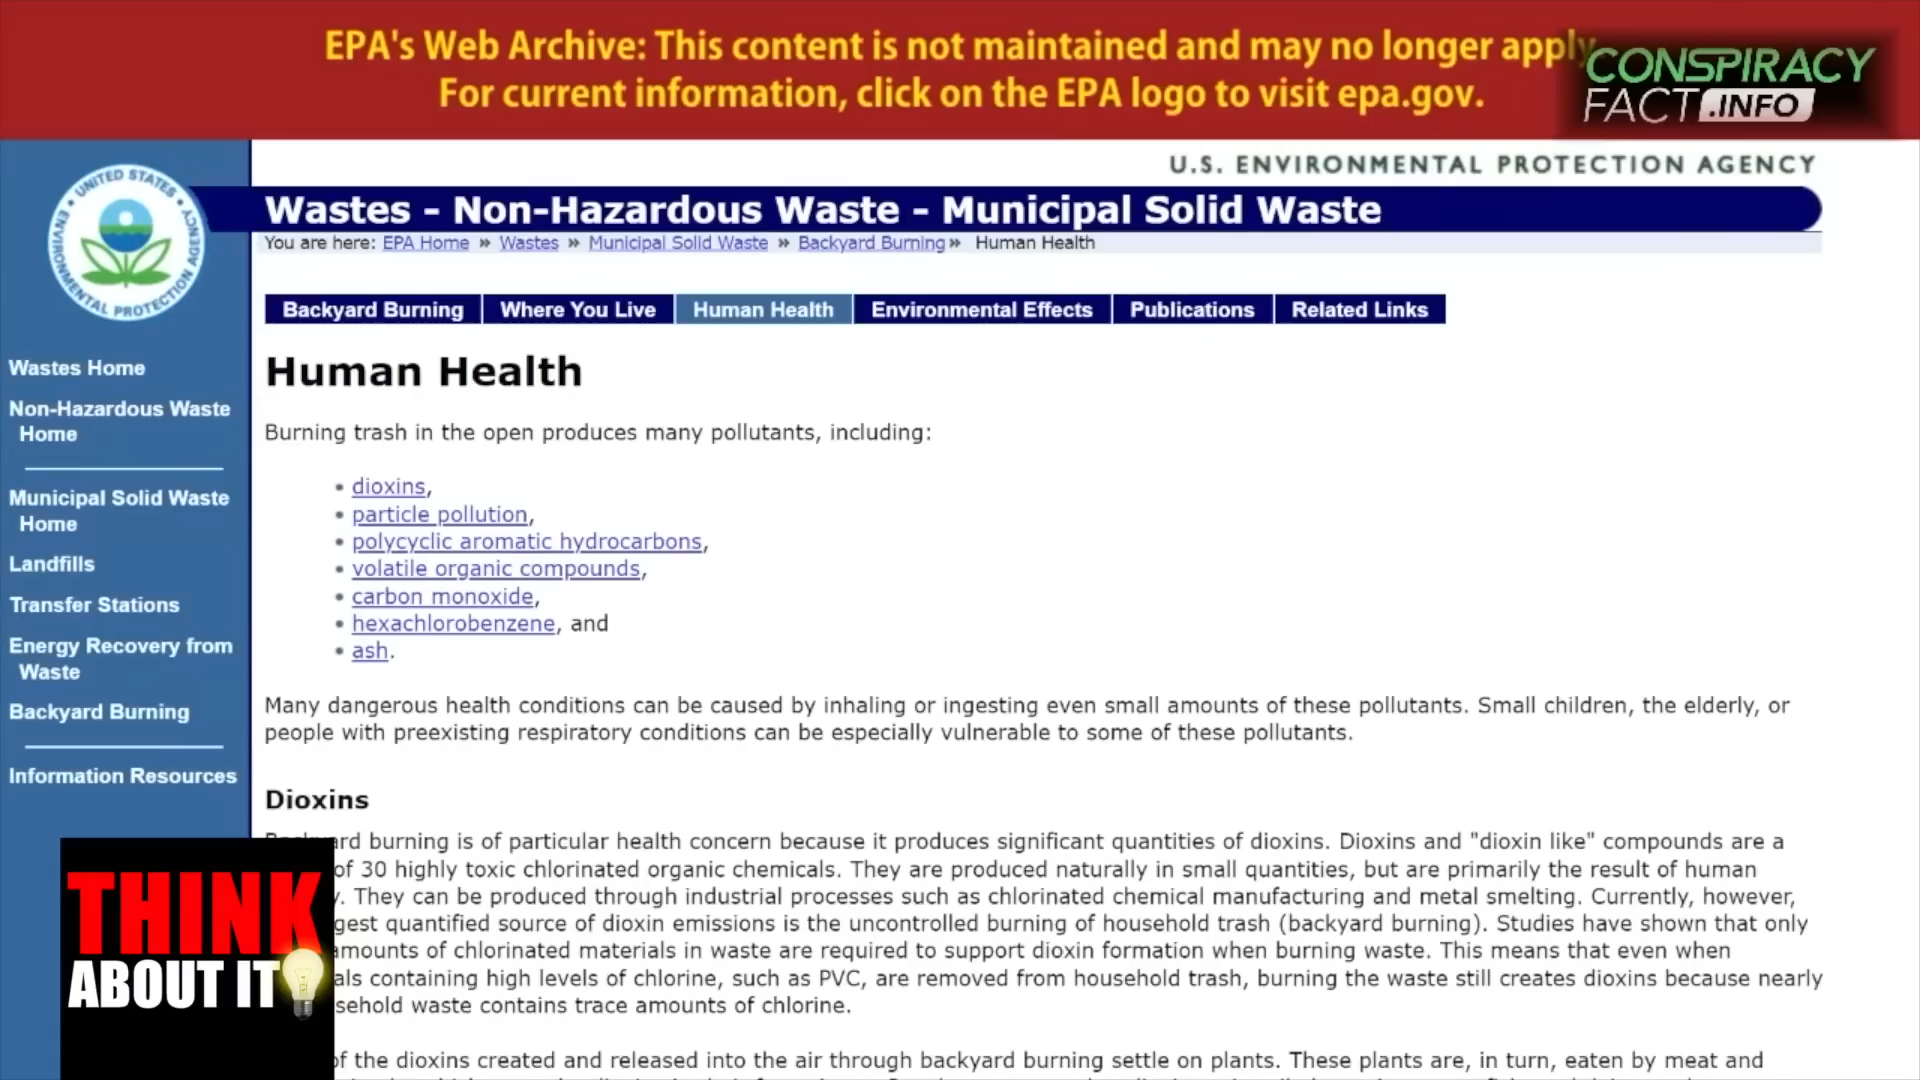 EPA's Web Archive: This content is not maintained and may no longer apply.
For current information, click on the EPA logo to visit epa.gov.
CONSPIRACY
FACT.INFO
U.S. ENVIRONMENTAL PROTECTION AGENCY
UNITED STATES
ENVIRONMENTAL PROTECTION AGENCY
Wastes - Non-Hazardous Waste - Municipal Solid Waste
You are here: EPA Home » Wastes » Municipal Solid Waste » Backyard Burning» Human Health
Backyard Burning Where You Live Human Health Environmental Effects Publications Related Links
Wastes Home
Non-Hazardous Waste
Home
Municipal Solid Waste
Home
Landfills
Transfer Stations
Energy Recovery from
Waste
Backyard Burning
Information Resources
Human Health
Burning trash in the open produces many pollutants, including:
• dioxins,
• particle pollution,
• polycyclic aromatic hydrocarbons,
• volatile organic compounds,
• carbon monoxide,
• hexachlorobenzene, and
• ash.
Many dangerous health conditions can be caused by inhaling or ingesting even small amounts of these pollutants. Small children, the elderly, or
people with preexisting respiratory conditions can be especially vulnerable to some of these pollutants.
Dioxins
burning is of particular health concern because it produces significant quantities of dioxins. Dioxins and "dioxin like" compounds are a
of 30 highly toxic chlorinated organic chemicals. They are produced naturally in small quantities, but are primarily the result of human
They can be produced through industrial processes such as chlorinated chemical manufacturing and metal smelting. Currently, however,
quantified source of dioxin emissions is the uncontrolled burning of household trash (backyard burning). Studies have shown that only
amounts of chlorinated materials in waste are required to support dioxin formation when burning waste. This means that even when
containing high levels of chlorine, such as PVC, are removed from household trash, burning the waste still creates dioxins because nearly
waste contains trace amounts of chlorine.
of the dioxins created and released into the air through backyard burning settle on plants. These plants are, in turn, eaten by meat and
THINK
ABOUT IT